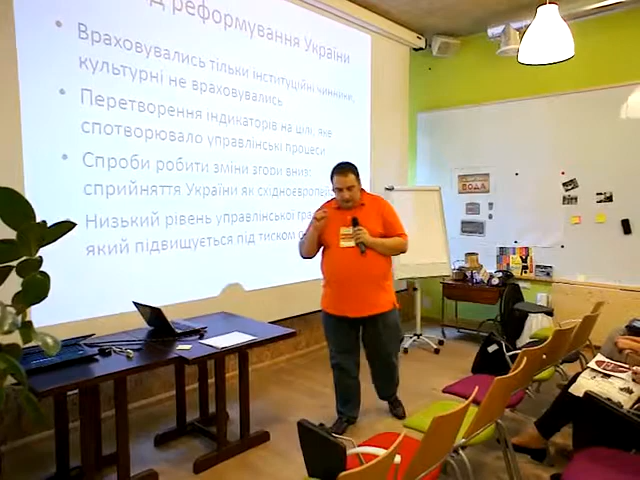 д реформування України
Враховувались тільки інституційні чинники,
культурні не враховувались
Перетворення індикаторів на цілі, яке
спотворювало управлінські процеси
Спроби робити зміни згори вниз:
сприйняття України як східноєвропей
Низький рівень управлінської
який підвищується під тиском
ВОДА